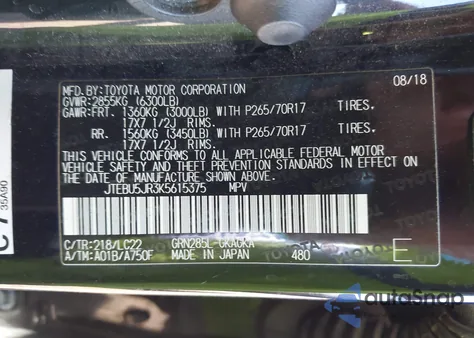 MFD. BY: TOYOTA MOTOR CORPORATION 08/18
GVWR: 2855KG (6300LB)
GAWR: FRT. 1360KG (3000LB) WITH P265/70R17 TIRES.
17X7 1/2J RIMS.
RR. 1560KG (3450LB) WITH P265/70R17 TIRES.
17X7 1/2J RIMS.
THIS VEHICLE CONFORMS TO ALL APPLICABLE FEDERAL MOTOR
VEHICLE SAFETY AND THEFT PREVENTION STANDARDS IN EFFECT
ON THE DATE OF MANUFACTURE SHOWN ABOVE.
JTEBU5JR3K5615375 MPV
C/TR: 218/LC22 GRN285L-GKAGKA
A/TM: A01B/A750F MADE IN JAPAN 480 E
35A90
autoSnap